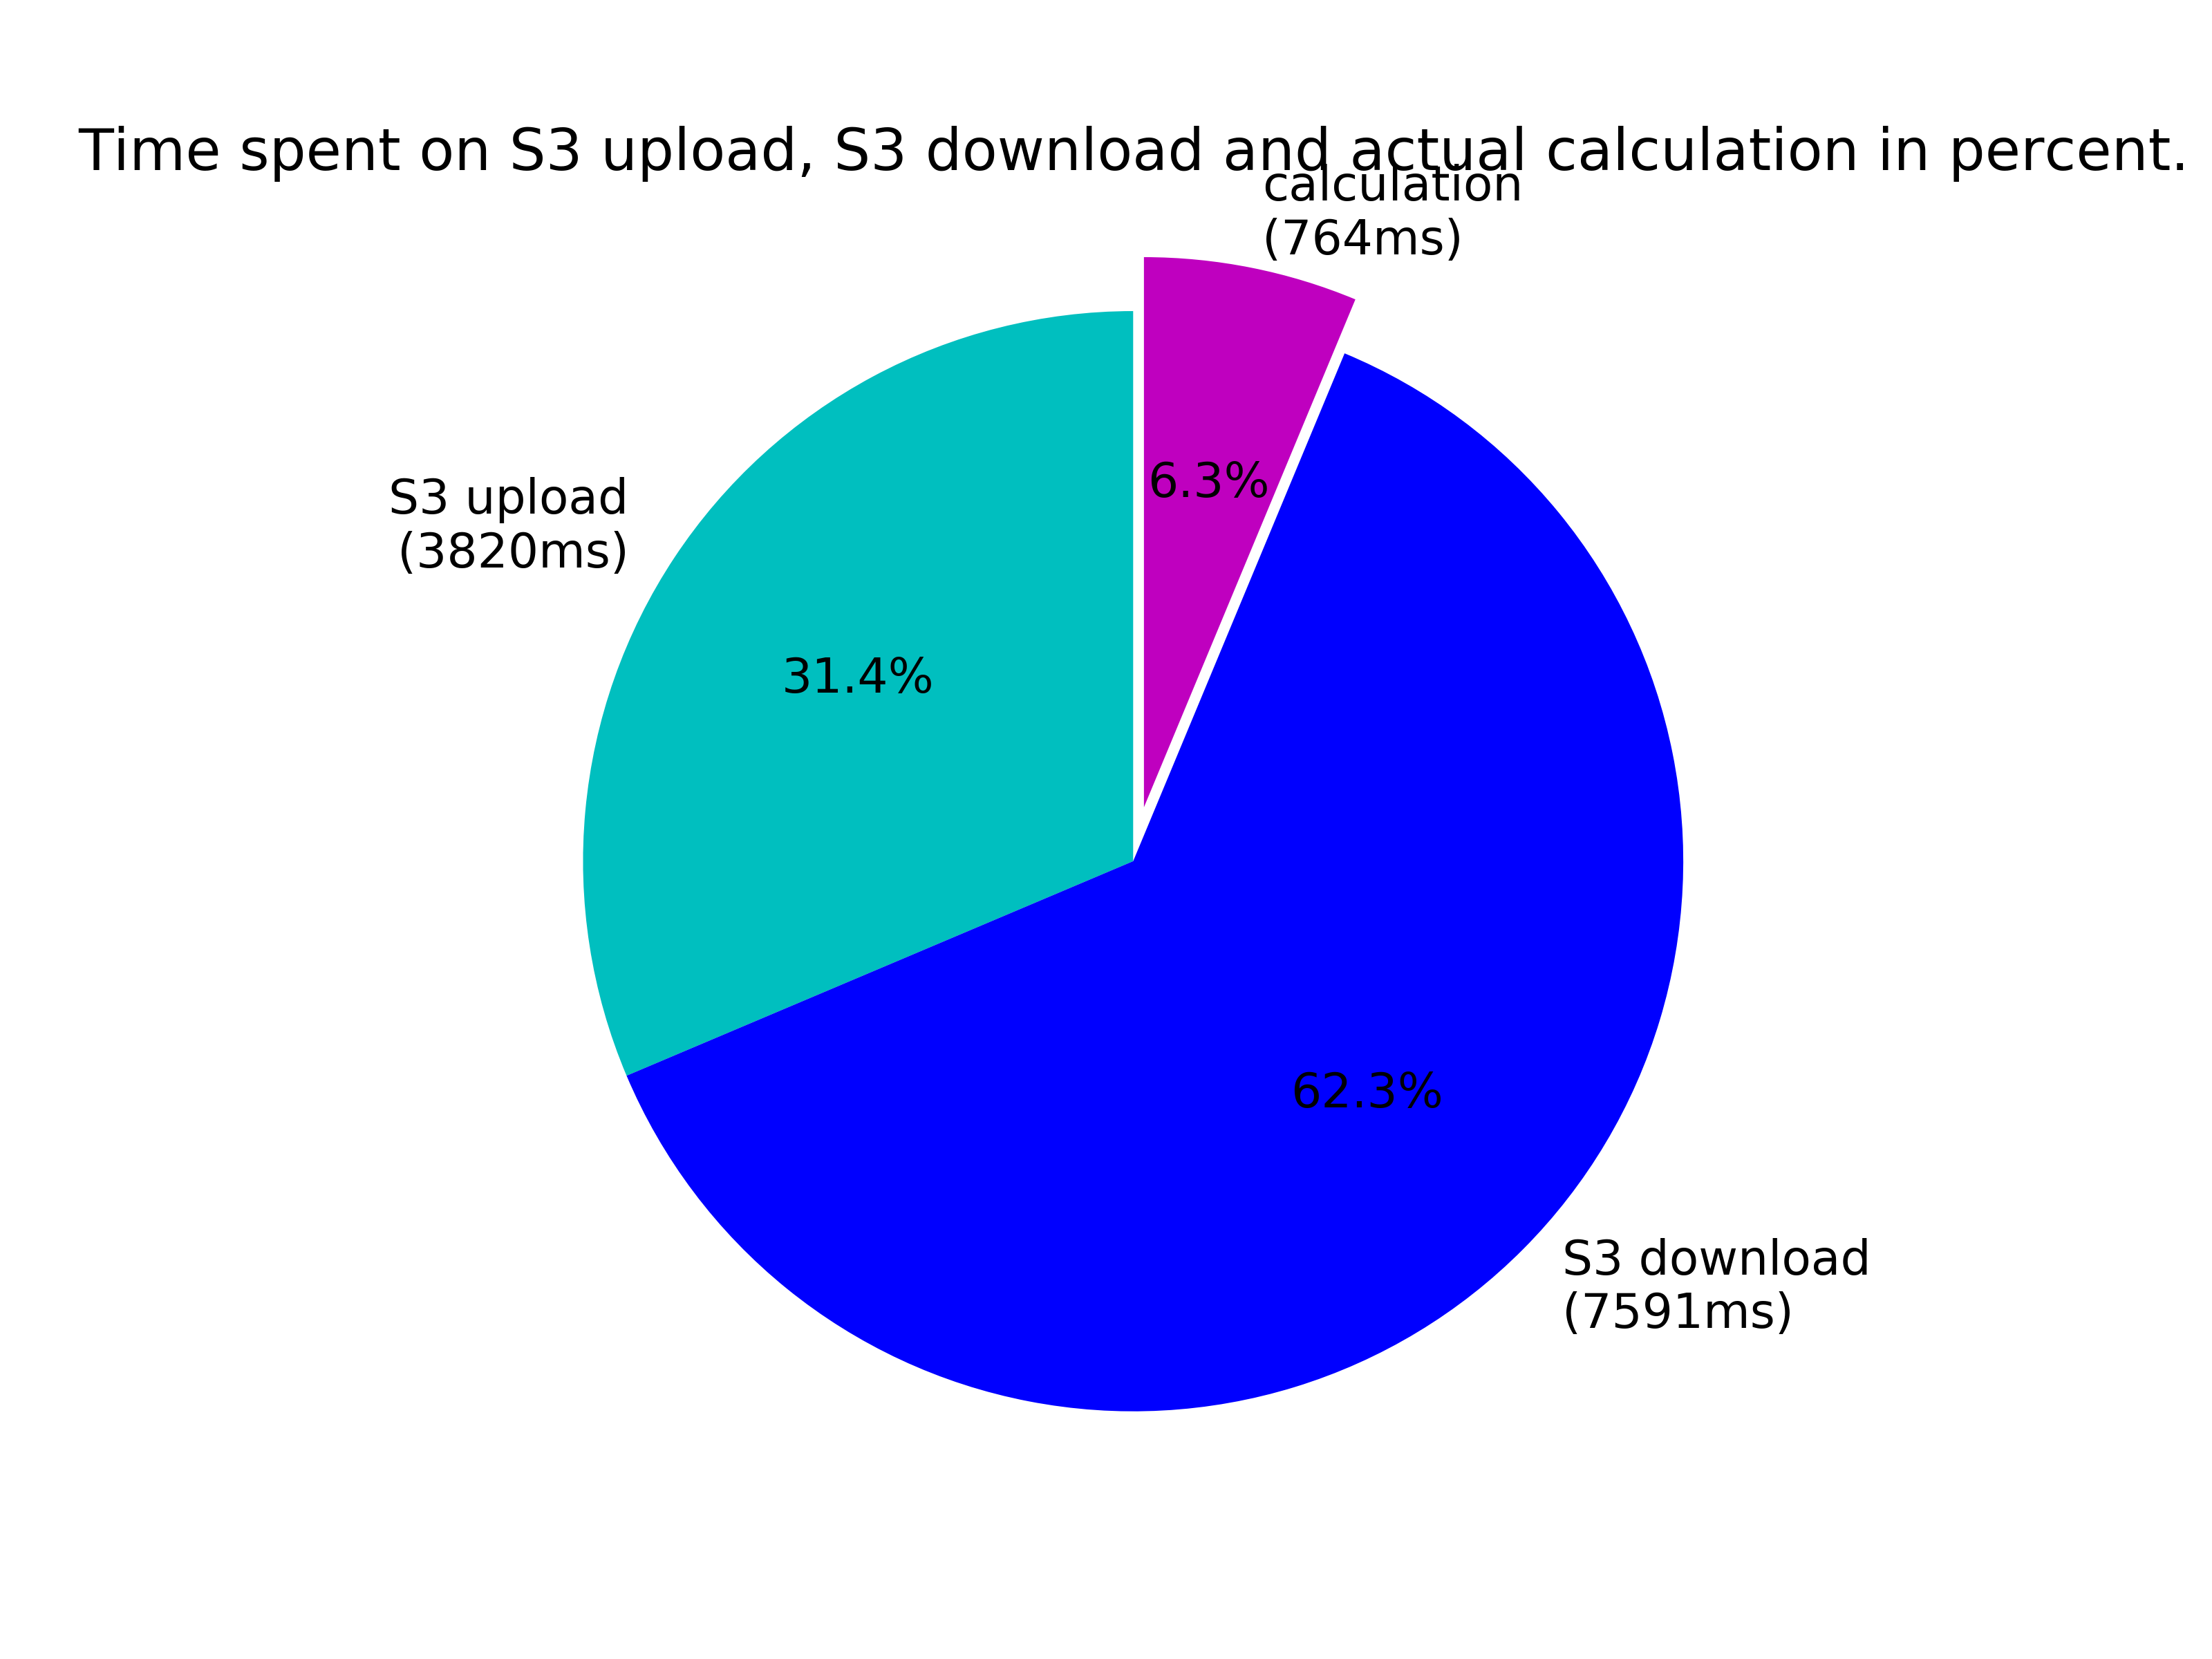 Time spent on S3 upload, S3 download and actual calculation in percent.
calculation
(764ms)
6.3%
S3 upload
(3820ms)
31.4%
62.3%
S3 download
(7591ms)